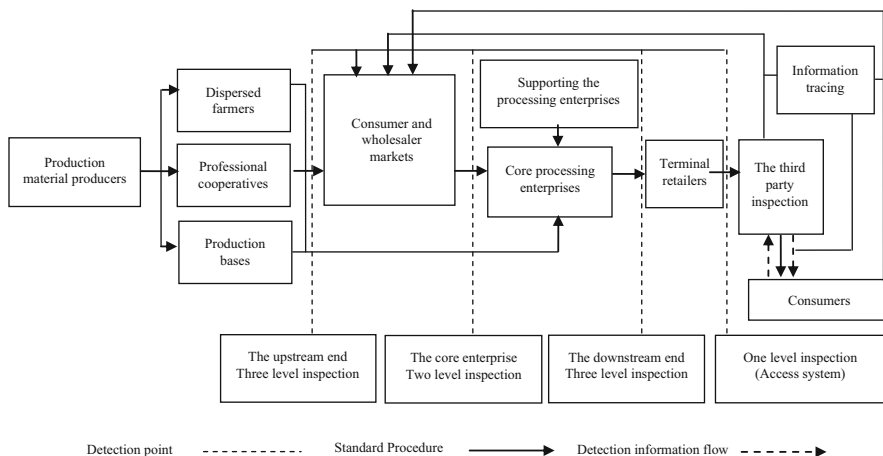 Production
material producers
Dispersed
farmers
Professional
cooperatives
Production
bases
Consumer and
wholesaler
markets
Supporting the
processing enterprises
Core processing
enterprises
Terminal
retailers
Information
tracing
The third
party
inspection
Consumers
The upstream end
Three level inspection
The core enterprise
Two level inspection
The downstream end
Three level inspection
One level inspection
(Access system)
Detection point
Standard Procedure
Detection information flow